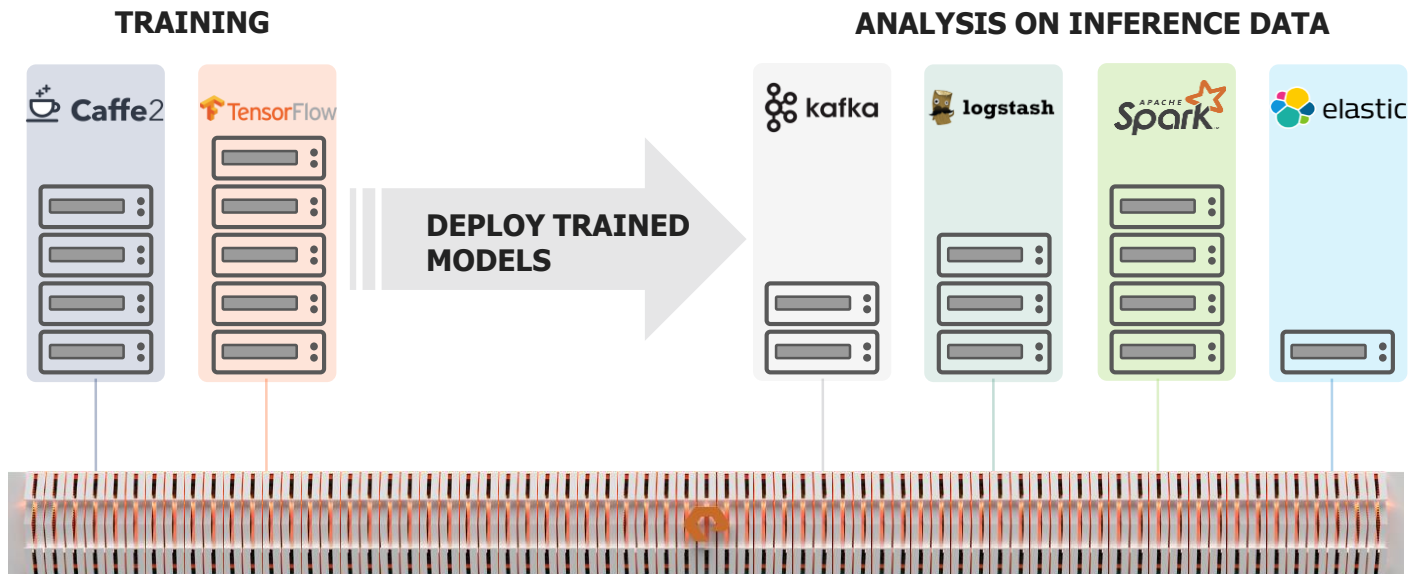 TRAINING
ANALYSIS ON INFERENCE DATA
Caffe2
TensorFlow
kafka
logstash
APACHE
Spark
elastic
DEPLOY TRAINED
MODELS